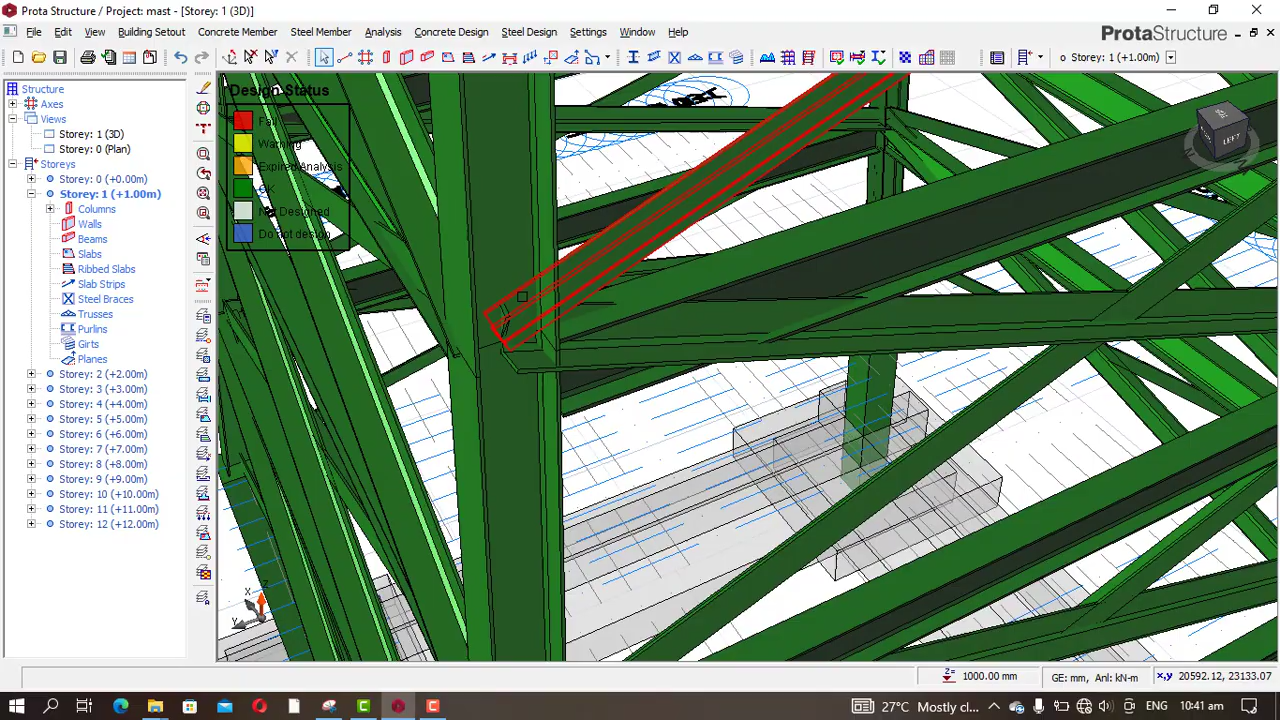 Prota Structure / Project: mast - [Storey: 1 (3D)]
File Edit View Building Setout Concrete Member Steel Member Analysis Concrete Design Steel Design Settings Window Help
ProtaStructure
Storey: 1 (+1.00m)
Structure
Axes
Views
Storey: 1 (3D)
Storey: 0 (Plan)
Storeys
Storey: 0 (+0.00m)
Storey: 1 (+1.00m)
Columns
Walls
Beams
Slabs
Ribbed Slabs
Slab Strips
Steel Braces
Trusses
Purlins
Girts
Planes
Storey: 2 (+2.00m)
Storey: 3 (+3.00m)
Storey: 4 (+4.00m)
Storey: 5 (+5.00m)
Storey: 6 (+6.00m)
Storey: 7 (+7.00m)
Storey: 8 (+8.00m)
Storey: 9 (+9.00m)
Storey: 10 (+10.00m)
Storey: 11 (+11.00m)
Storey: 12 (+12.00m)
Design Status
Fail
Warning
Expired Analysis
OK
Not Designed
Do not design
LEFT
X
Y
Z
Z=
1000.00 mm
GE: mm, Anl: kN-m
x,y 20592.12, 23133.07
27°C Mostly cl...
ENG
10:41 am